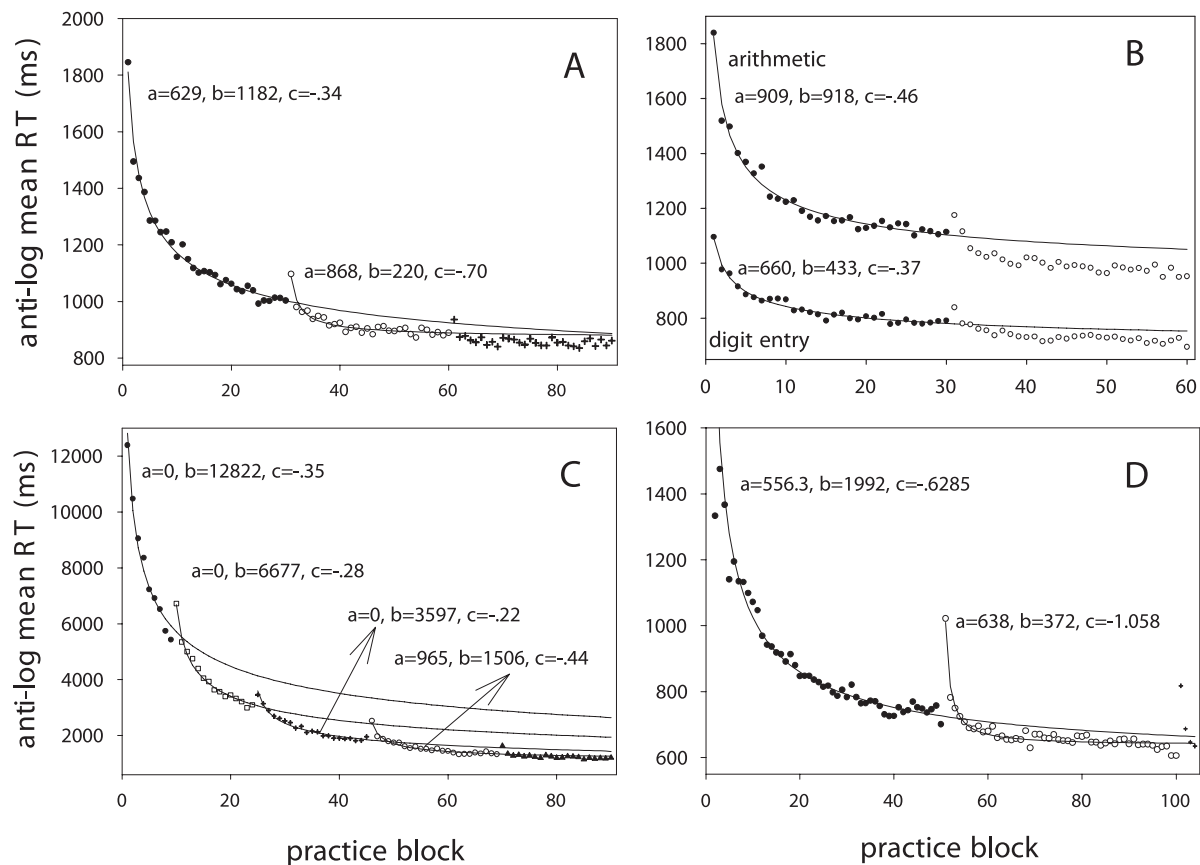 2000
1800
1600
1400
1200
1000
800
anti-log mean RT (ms)
A
a=629, b=1182, c=-.34
a=868, b=220, c=-.70
0
20
40
60
80
1800
1600
1400
1200
1000
800
B
arithmetic
a=909, b=918, c=-.46
a=660, b=433, c=-.37
digit entry
0
10
20
30
40
50
60
12000
10000
8000
6000
4000
2000
anti-log mean RT (ms)
C
a=0, b=12822, c=-.35
a=0, b=6677, c=-.28
a=0, b=3597, c=-.22
a=965, b=1506, c=-.44
0
20
40
60
80
practice block
1600
1400
1200
1000
800
600
D
a=556.3, b=1992, c=-.6285
a=638, b=372, c=-1.058
0
20
40
60
80
100
practice block